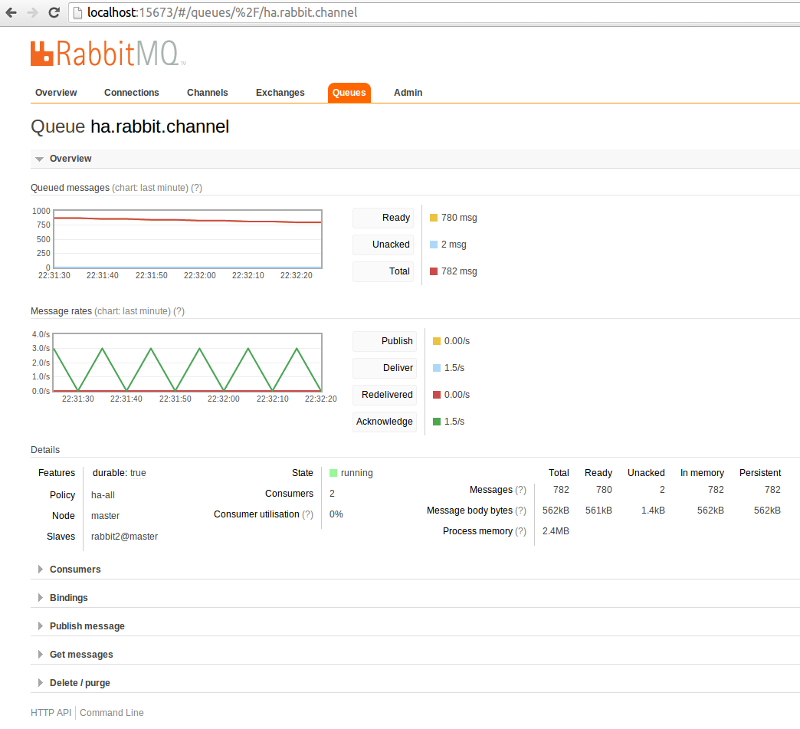 localhost:15673/#/queues/%2F/ha.rabbit.channel
RabbitMQ
Overview Connections Channels Exchanges Queues Admin
Queue ha.rabbit.channel
Overview
Queued messages (chart: last minute) (?)
1000
750
500
250
0
22:31:30 22:31:40 22:31:50 22:32:00 22:32:10 22:32:20
Ready 780 msg
Unacked 2 msg
Total 782 msg
Message rates (chart: last minute) (?)
4.0/s
3.0/s
2.0/s
1.0/s
0.0/s
22:31:30 22:31:40 22:31:50 22:32:00 22:32:10 22:32:20
Publish 0.00/s
Deliver 1.5/s
Redelivered 0.00/s
Acknowledge 1.5/s
Details
Features durable: true
Policy ha-all
Node master
Slaves rabbit2@master
State running
Consumers 2
Consumer utilisation (?) 0%
Total Ready Unacked In memory Persistent
Messages (?) 782 780 2 782 782
Message body bytes (?) 562kB 561kB 1.4kB 562kB 562kB
Process memory (?) 2.4MB
Consumers
Bindings
Publish message
Get messages
Delete / purge
HTTP API Command Line